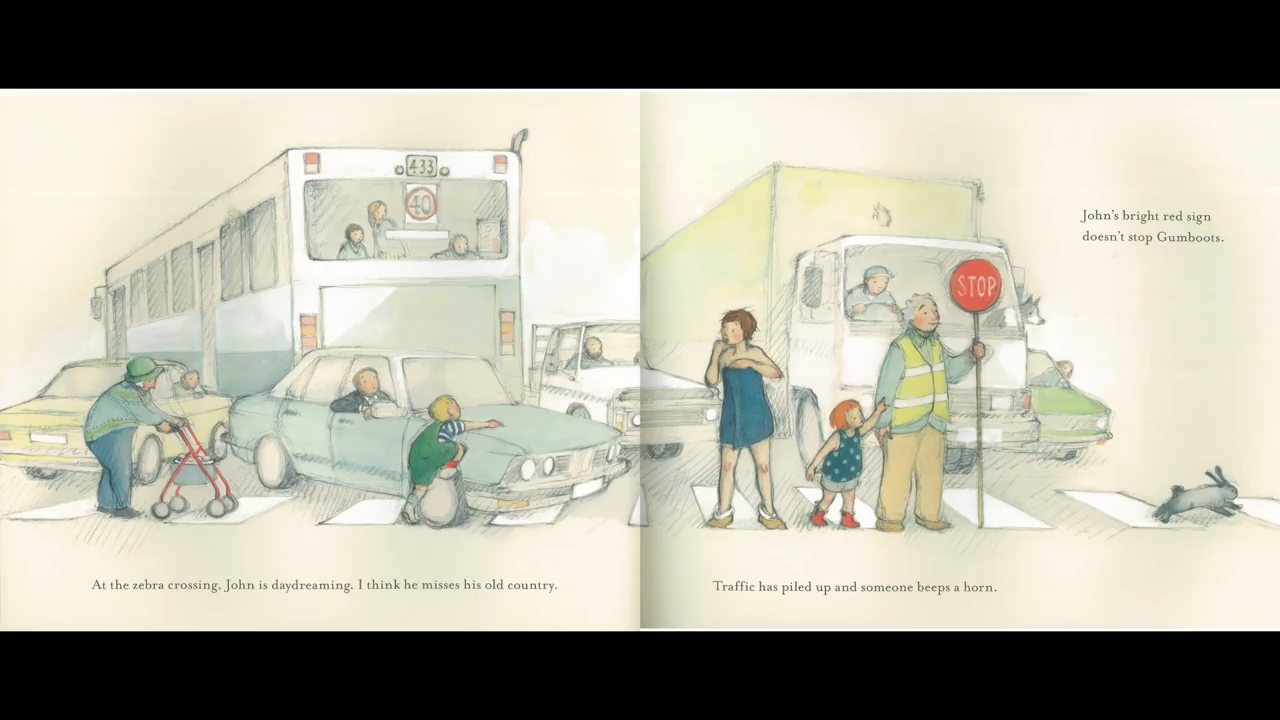 433
40
At the zebra crossing, John is daydreaming. I think he misses his old country.
STOP
John's bright red sign
doesn't stop Gumboots.
Traffic has piled up and someone beeps a horn.